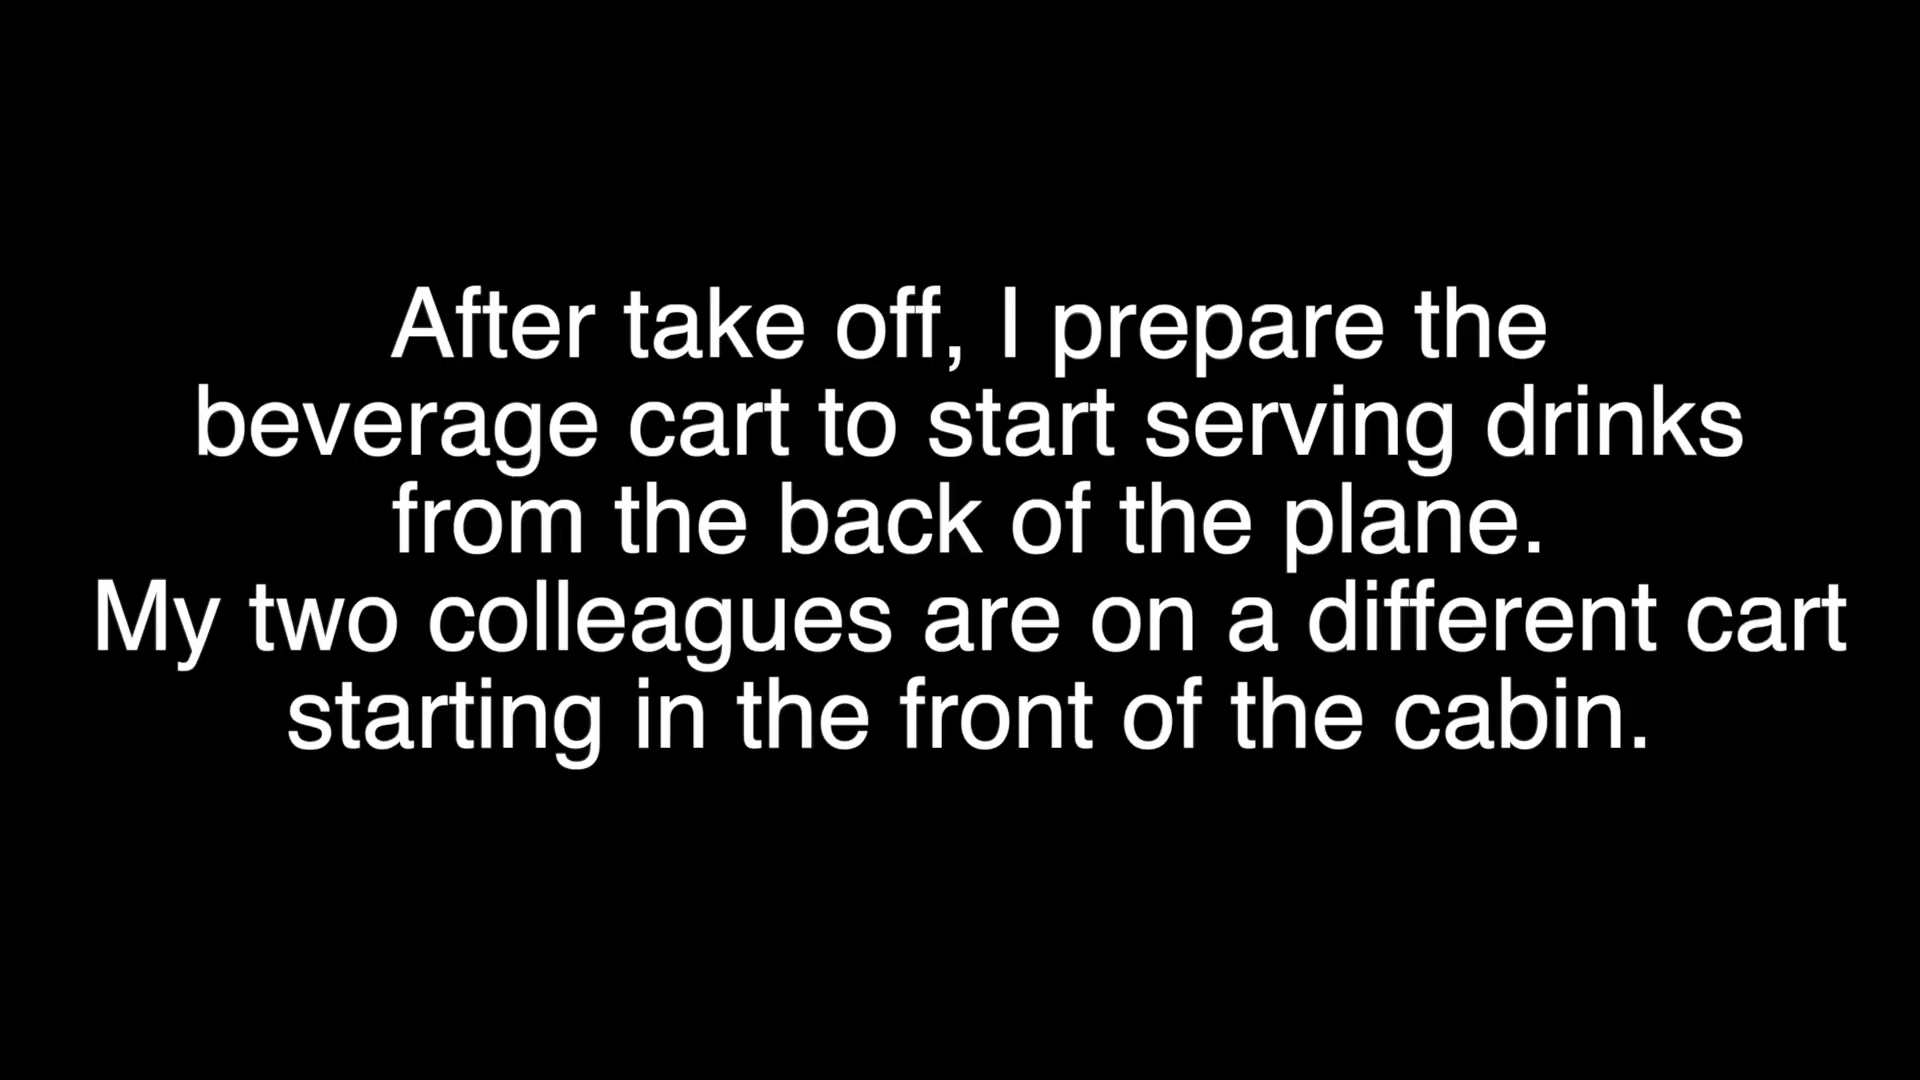 After take off, I prepare the
beverage cart to start serving drinks
from the back of the plane.
My two colleagues are on a different cart
starting in the front of the cabin.